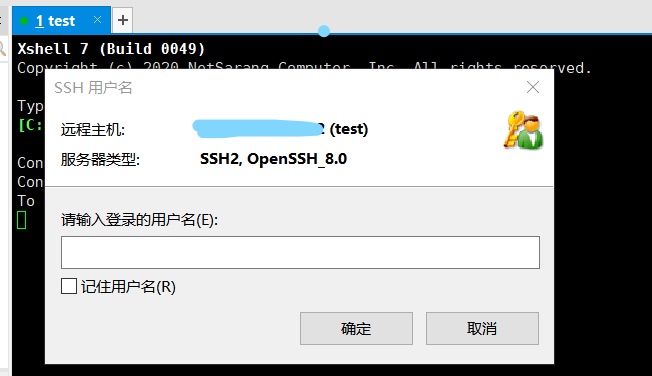 1 test
Xshell 7 (Build 0049)
Copyright (c) 2020 NetSarang Computer, Inc. All rights reserved.
SSH 用户名
Typ
[C:
远程主机: 2 (test)
服务器类型: SSH2, OpenSSH_8.0
Con
Con
To
请输入登录的用户名(E):
记住用户名(R)
确定 取消